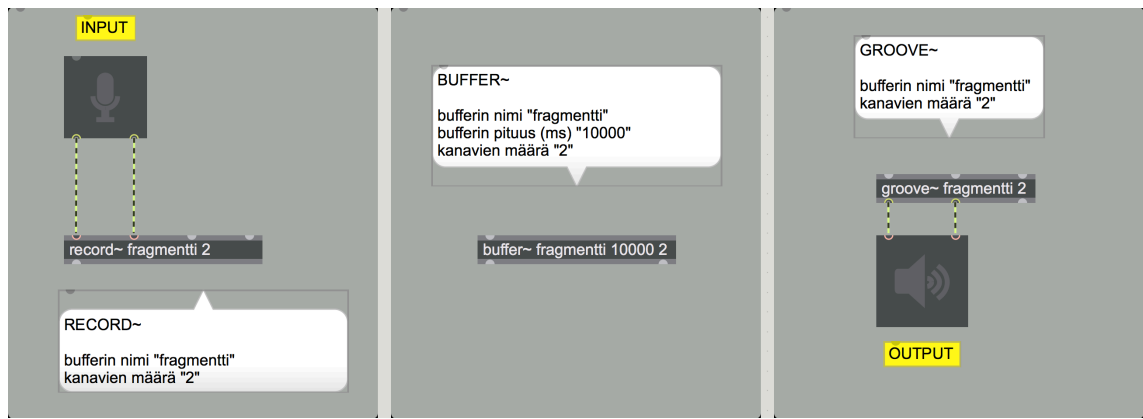 INPUT
record~ fragmentti 2
RECORD~
bufferin nimi "fragmentti"
kanavien määrä "2"
BUFFER~
bufferin nimi "fragmentti"
bufferin pituus (ms) "10000"
kanavien määrä "2"
buffer~ fragmentti 10000 2
GROOVE~
bufferin nimi "fragmentti"
kanavien määrä "2"
groove~ fragmentti 2
OUTPUT